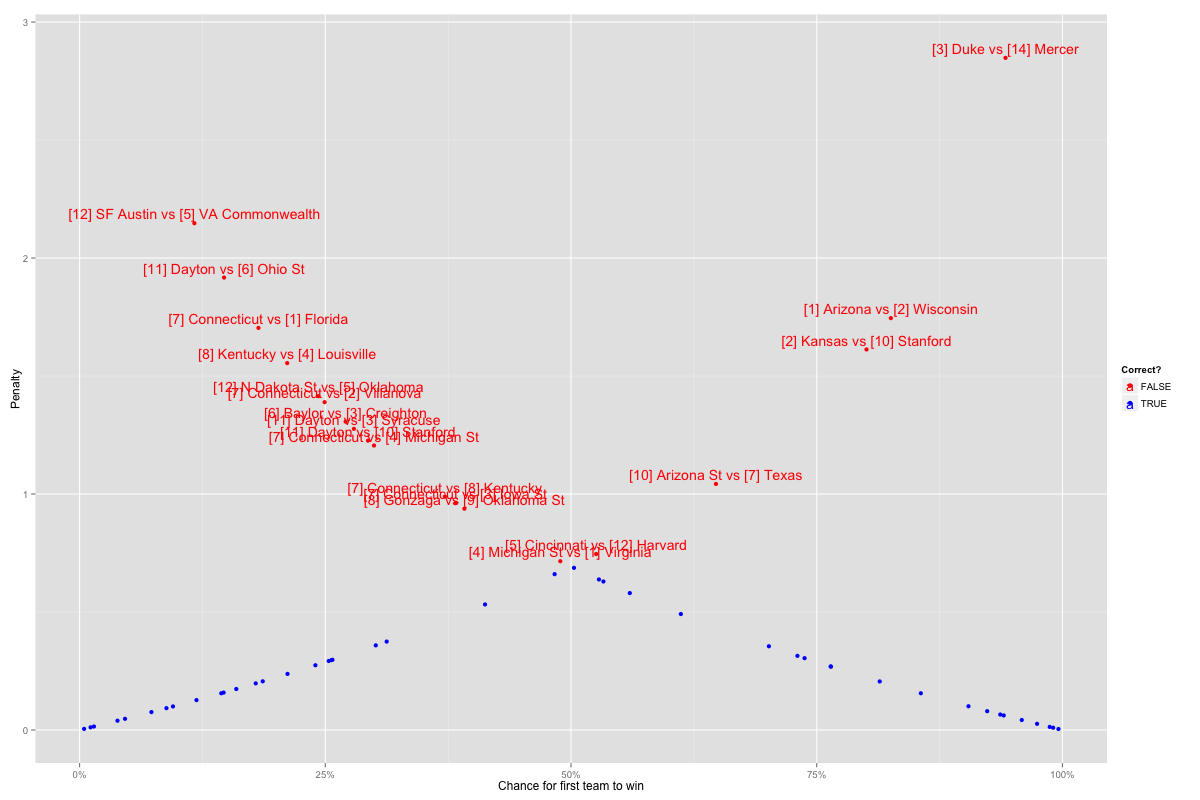 3
[3] Duke vs [14] Mercer
[12] SF Austin vs [5] VA Commonwealth
2
[11] Dayton vs [6] Ohio St
[1] Arizona vs [2] Wisconsin
[7] Connecticut vs [1] Florida
[2] Kansas vs [10] Stanford
[8] Kentucky vs [4] Louisville
[12] N Dakota St vs [5] Oklahoma
[7] Connecticut vs [2] Villanova
[6] Baylor vs [3] Creighton
[11] Dayton vs [3] Syracuse
[11] Dayton vs [10] Stanford
[7] Connecticut vs [4] Michigan St
[10] Arizona St vs [7] Texas
1
[7] Connecticut vs [8] Kentucky
[7] Connecticut vs [3] Iowa St
[8] Gonzaga vs [9] Oklahoma St
[5] Cincinnati vs [12] Harvard
[4] Michigan St vs [1] Virginia
0
Penalty
0% 25% 50% 75% 100%
Chance for first team to win
Correct?
a FALSE
a TRUE